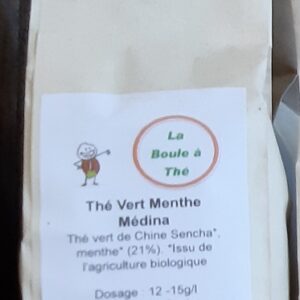 La
Boule à
Thé
Thé Vert Menthe
Médina
Thé vert de Chine Sencha*,
menthe* (21%). *Issu de
l'agriculture biologique
Dosage : 12 -15g/l